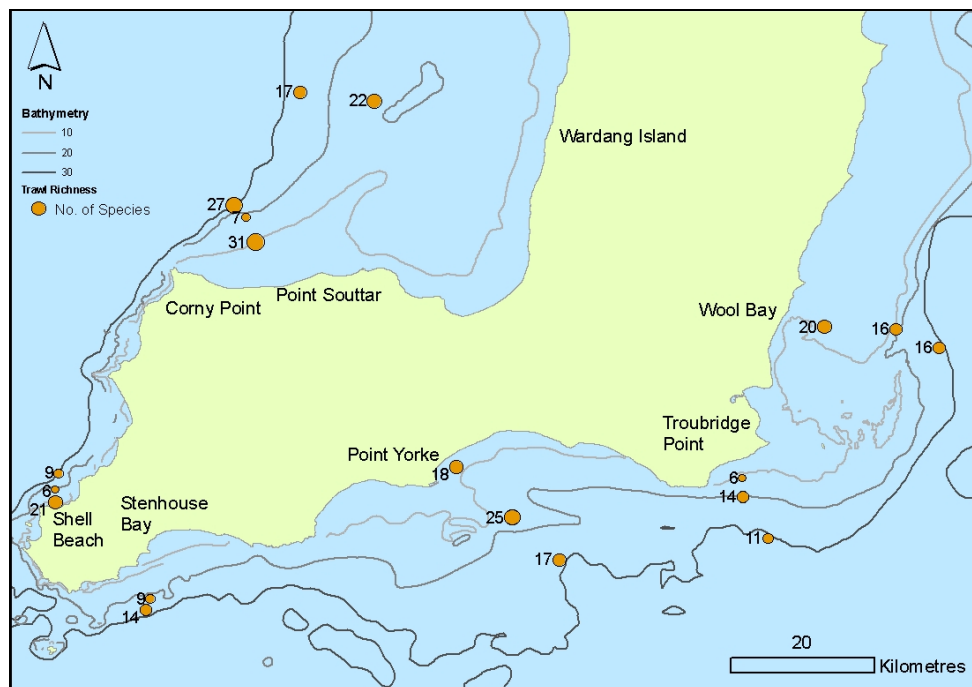 N
Bathymetry
10
20
30
Trawl Richness
No. of Species
17
22
Wardang Island
27
7
31
Corny Point
Point Souttar
Wool Bay
20
16
16
Troubridge
Point
Point Yorke
18
6
14
9
6
21
Shell
Beach
Stenhouse
Bay
25
11
17
9
14
20
Kilometres